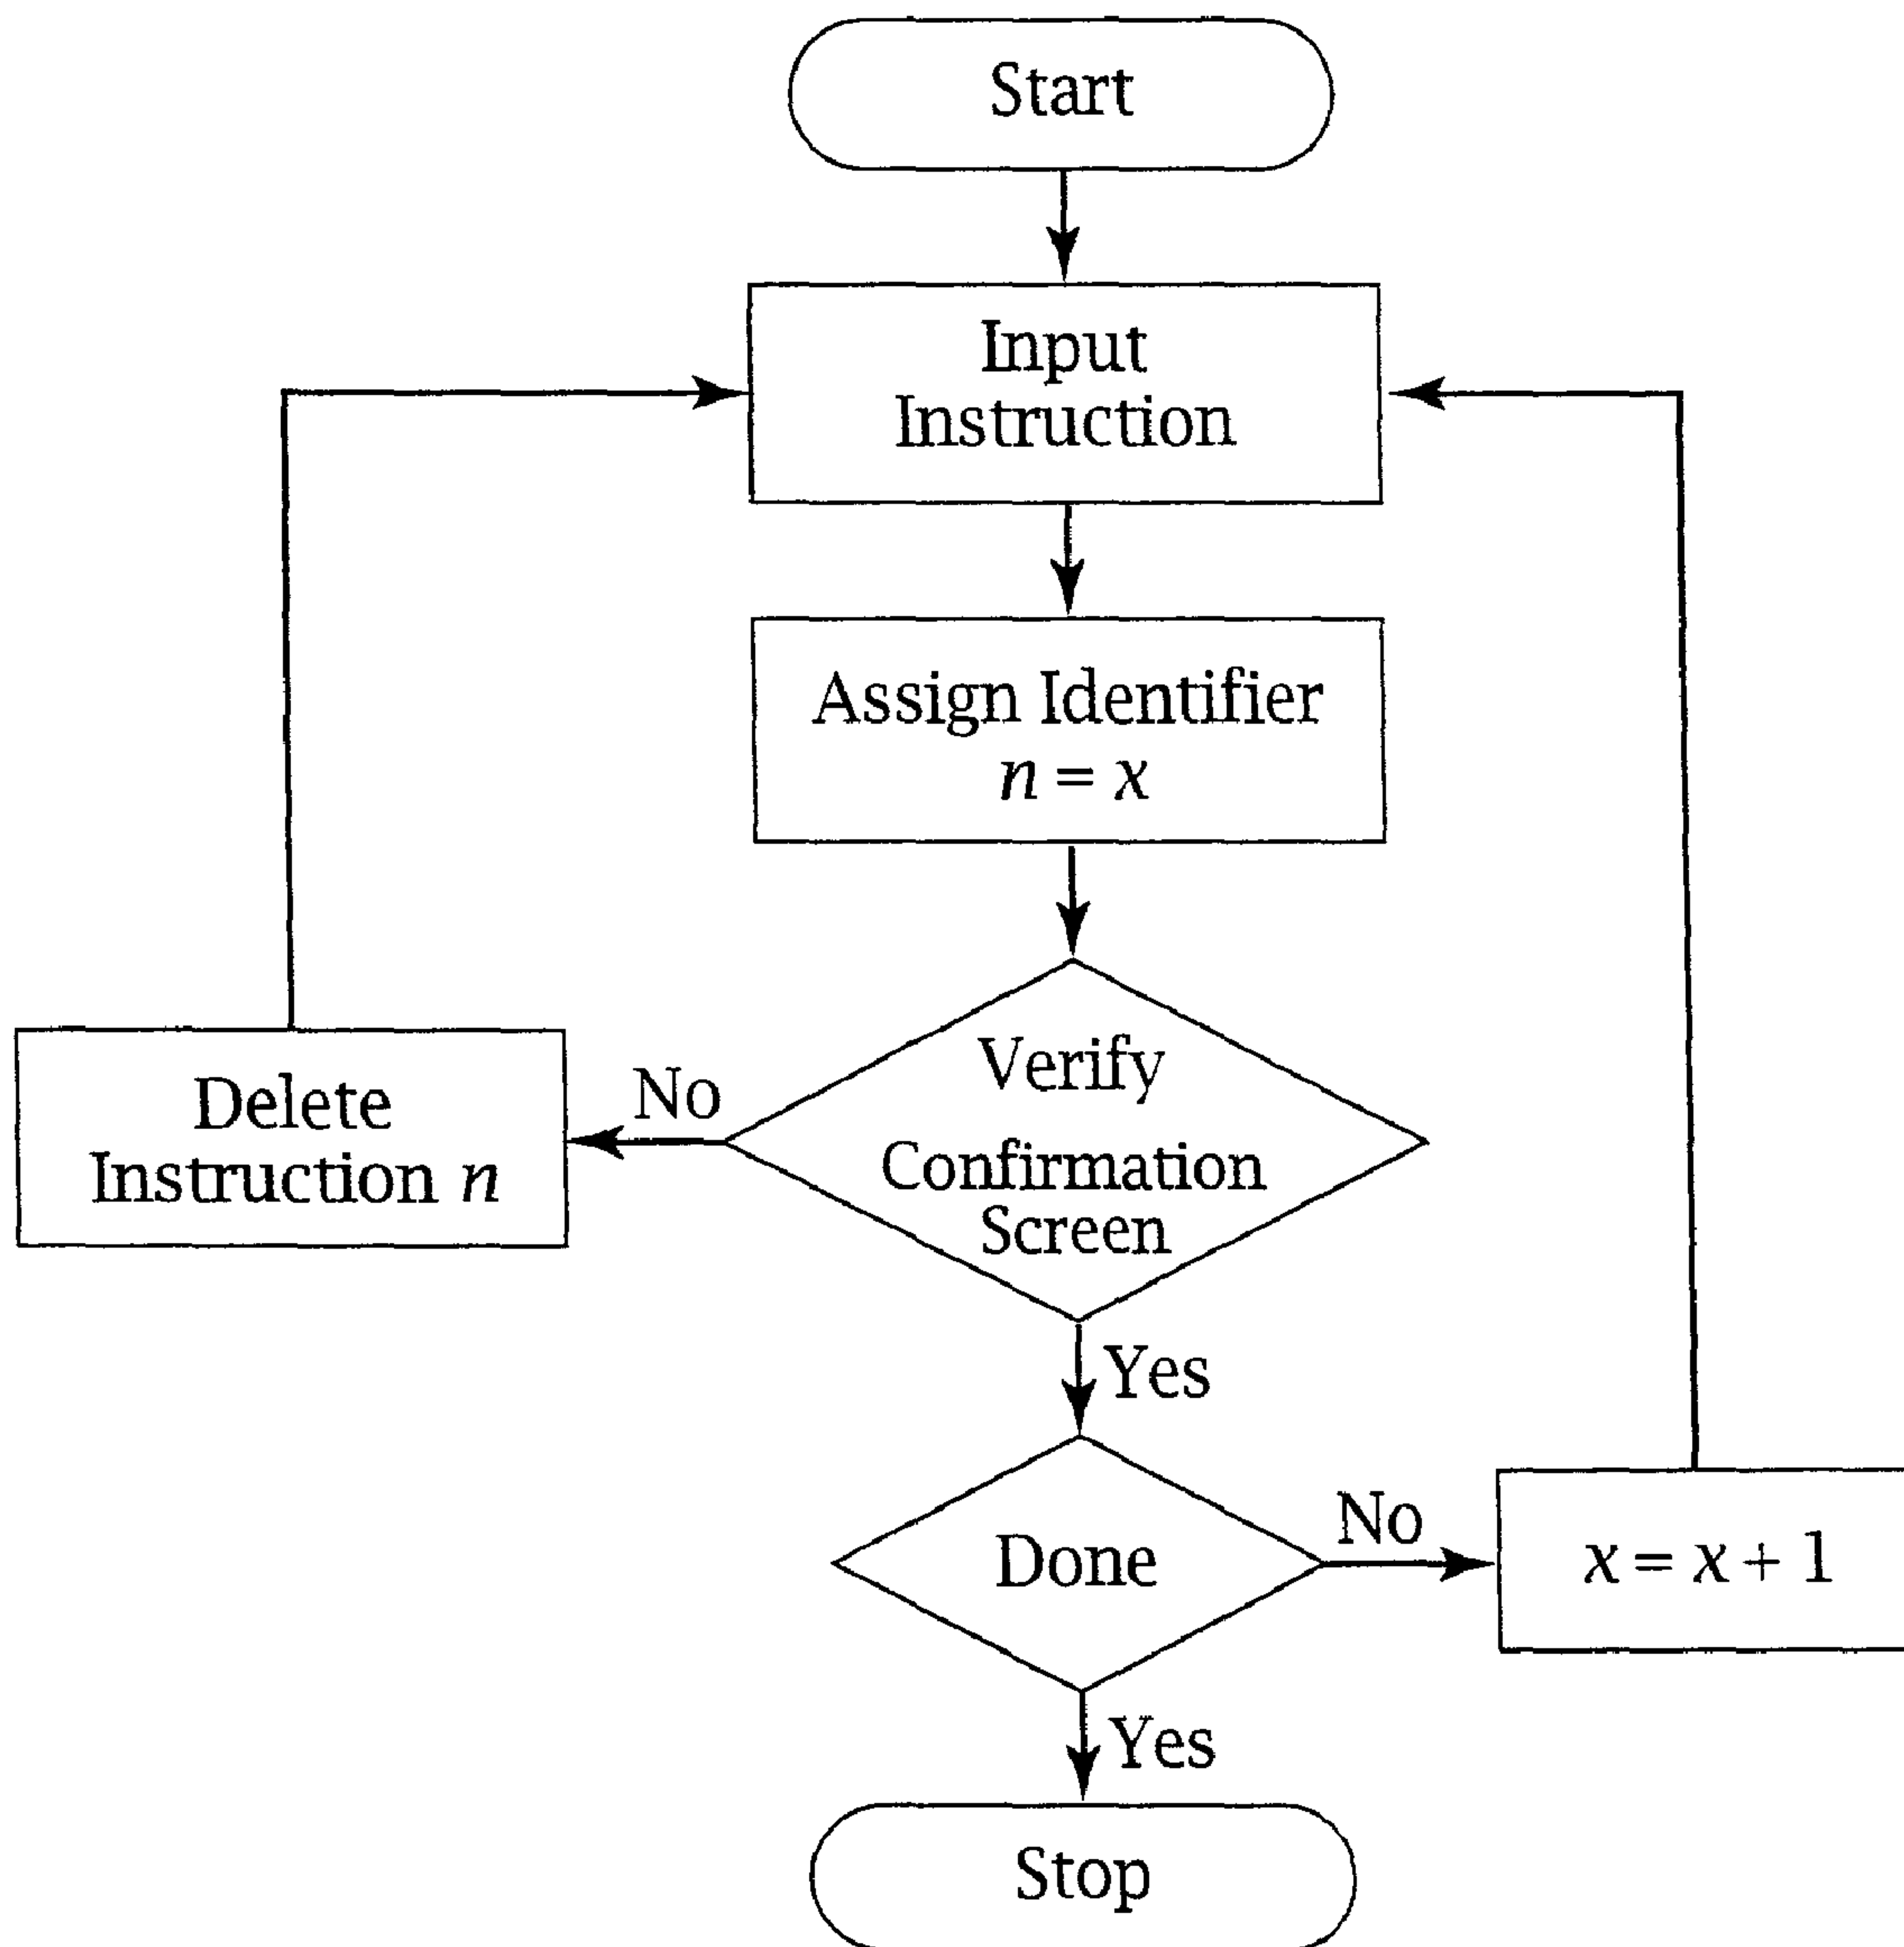 Start
Input
Instruction
Assign Identifier
n = x
Verify
Confirmation
Screen
No
Delete
Instruction n
Yes
Done
No
x = x + 1
Yes
Stop